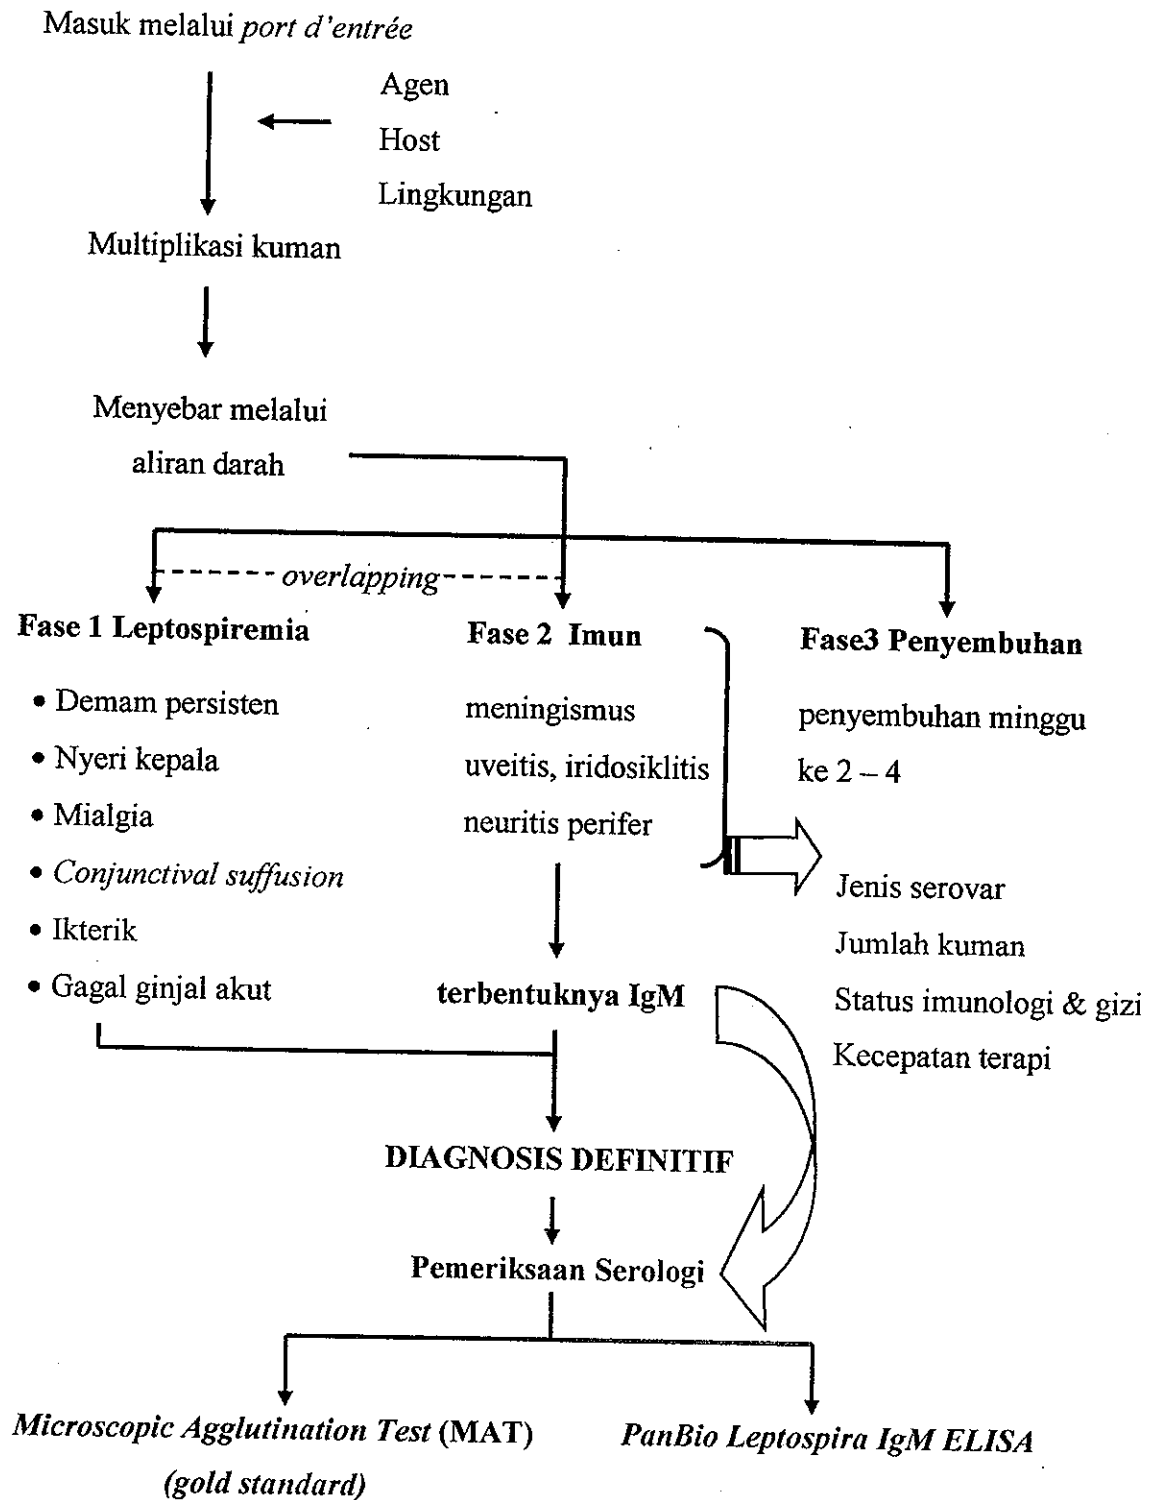 Masuk melalui port d'entrée
Agen
Host
Lingkungan
Multiplikasi kuman
Menyebar melalui
aliran darah
overlapping
Fase 1 Leptospiremia
• Demam persisten
• Nyeri kepala
• Mialgia
• Conjunctival suffusion
• Ikterik
• Gagal ginjal akut
Fase 2 Imun
meningismus
uveitis, iridosiklitis
neuritis perifer
terbentuknya IgM
Fase3 Penyembuhan
penyembuhan minggu
ke 2 – 4
Jenis serovar
Jumlah kuman
Status imunologi & gizi
Kecepatan terapi
DIAGNOSIS DEFINITIF
Pemeriksaan Serologi
Microscopic Agglutination Test (MAT)
(gold standard)
PanBio Leptospira IgM ELISA